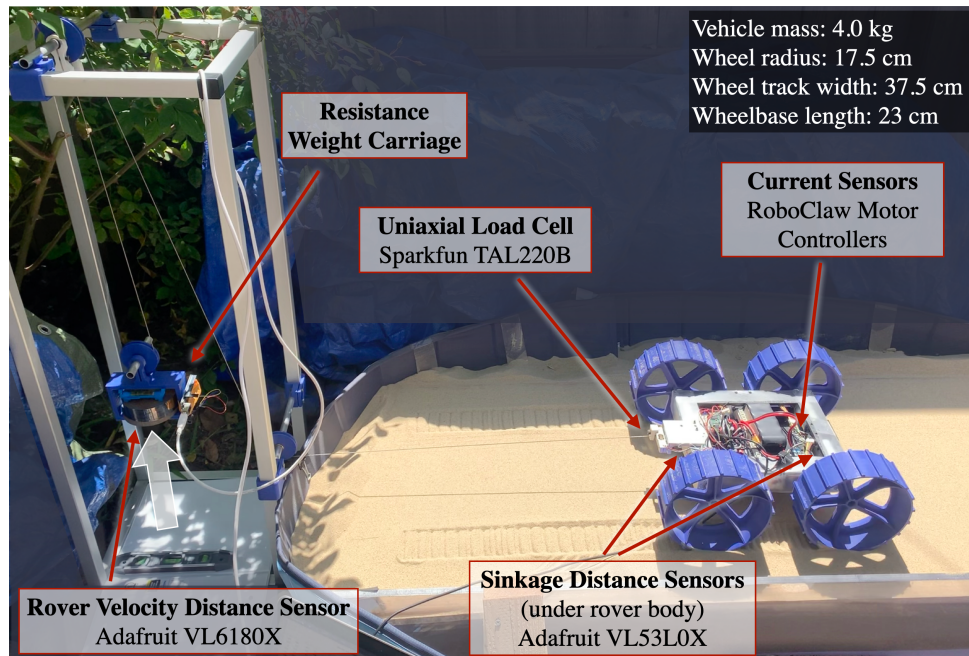 Vehicle mass: 4.0 kg
Wheel radius: 17.5 cm
Wheel track width: 37.5 cm
Wheelbase length: 23 cm
Resistance
Weight Carriage
Current Sensors
RoboClaw Motor
Controllers
Uniaxial Load Cell
Sparkfun TAL220B
Rover Velocity Distance Sensor
Adafruit VL6180X
Sinkage Distance Sensors
(under rover body)
Adafruit VL53L0X